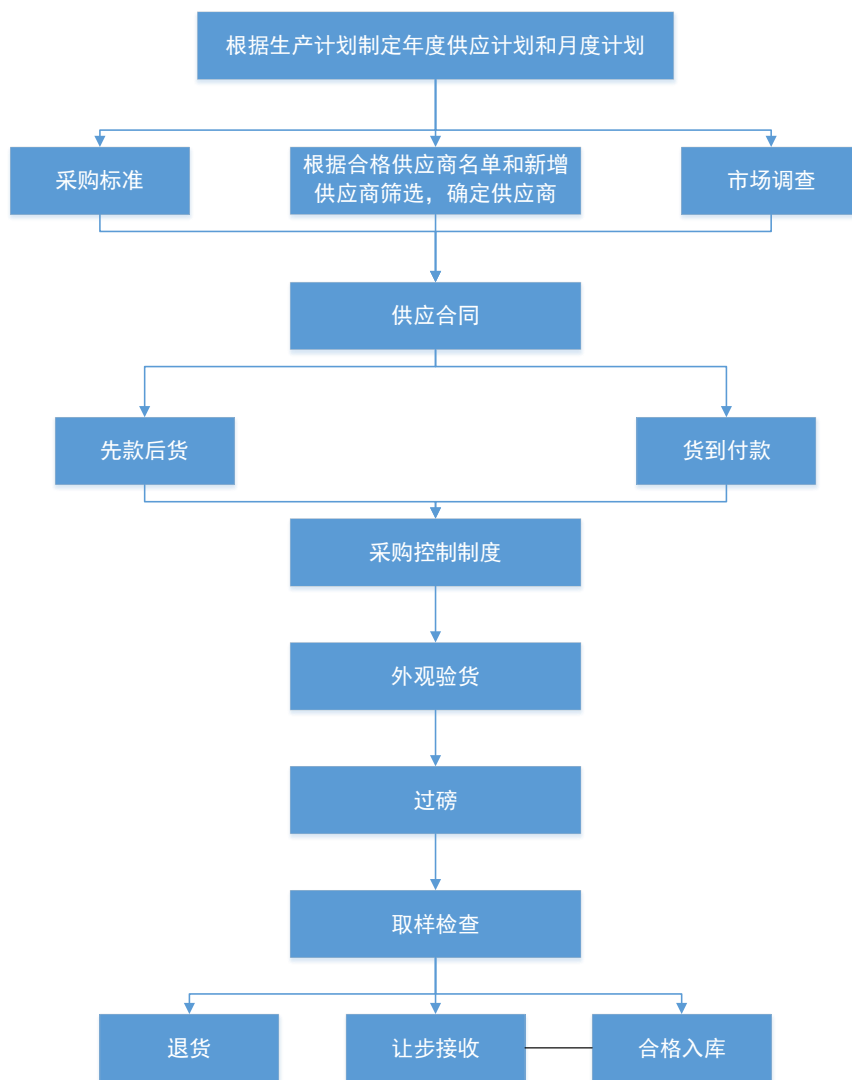 根据生产计划制定年度供应计划和月度计划
采购标准
根据合格供应商名单和新增
供应商筛选，确定供应商
市场调查
供应合同
先款后货
货到付款
采购控制制度
外观验货
过磅
取样检查
退货
让步接收
合格入库